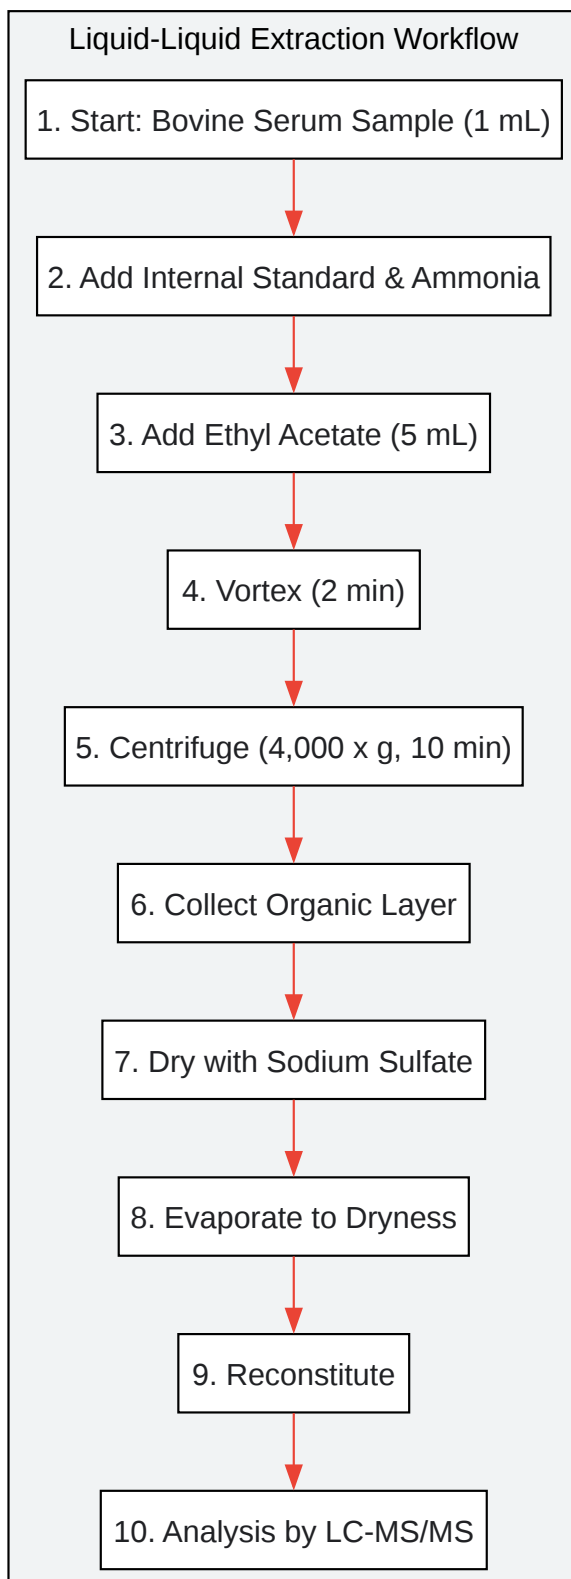 Liquid-Liquid Extraction Workflow
1. Start: Bovine Serum Sample (1 mL)
2. Add Internal Standard & Ammonia
3. Add Ethyl Acetate (5 mL)
4. Vortex (2 min)
5. Centrifuge (4,000 x g, 10 min)
6. Collect Organic Layer
7. Dry with Sodium Sulfate
8. Evaporate to Dryness
9. Reconstitute
10. Analysis by LC-MS/MS